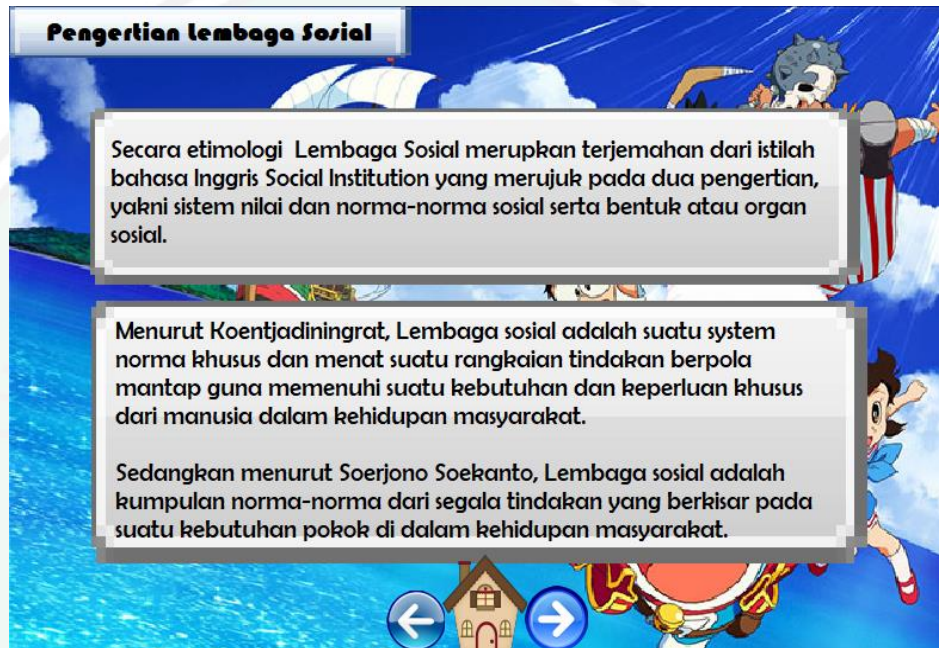 Pengertian Lembaga Sosial
Secara etimologi Lembaga Sosial merupkan terjemahan dari istilah
bahasa Inggris Social Institution yang merujuk pada dua pengertian,
yakni sistem nilai dan norma-norma sosial serta bentuk atau organ
sosial.
Menurut Koentjadiningrat, Lembaga sosial adalah suatu system
norma khusus dan menat suatu rangkaian tindakan berpola
mantap guna memenuhi suatu kebutuhan dan keperluan khusus
dari manusia dalam kehidupan masyarakat.
Sedangkan menurut Soerjono Soekanto, Lembaga sosial adalah
kumpulan norma-norma dari segala tindakan yang berkisar pada
suatu kebutuhan pokok di dalam kehidupan masyarakat.